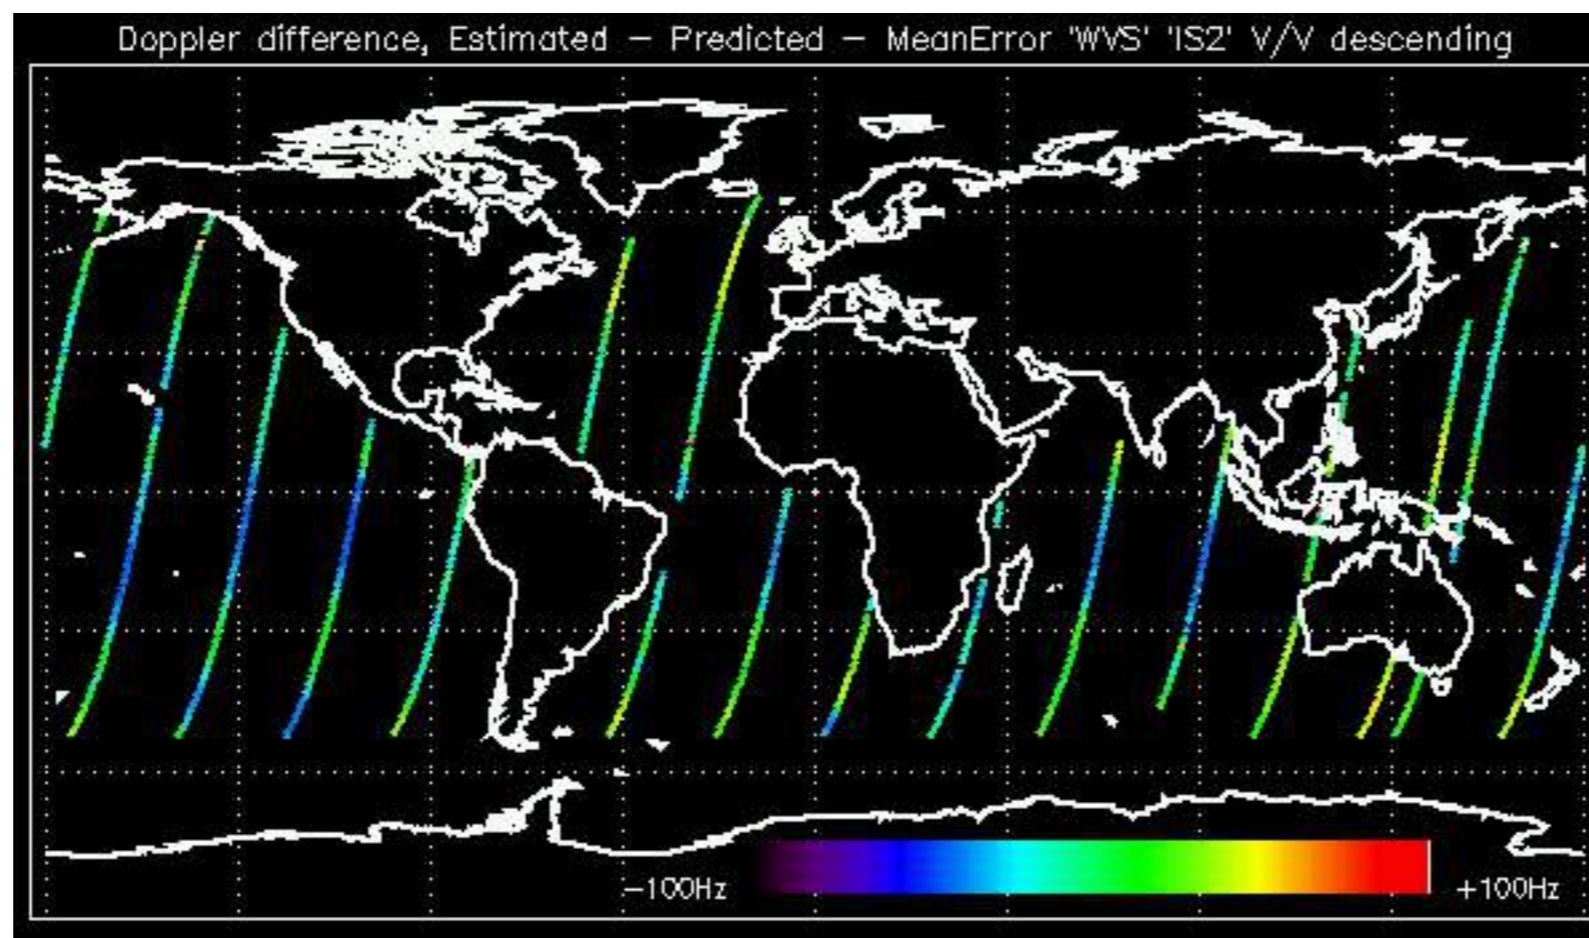 Doppler difference, Estimated - Predicted - MeanError 'WVS' 'IS2' V/V descending
-100Hz
+100Hz